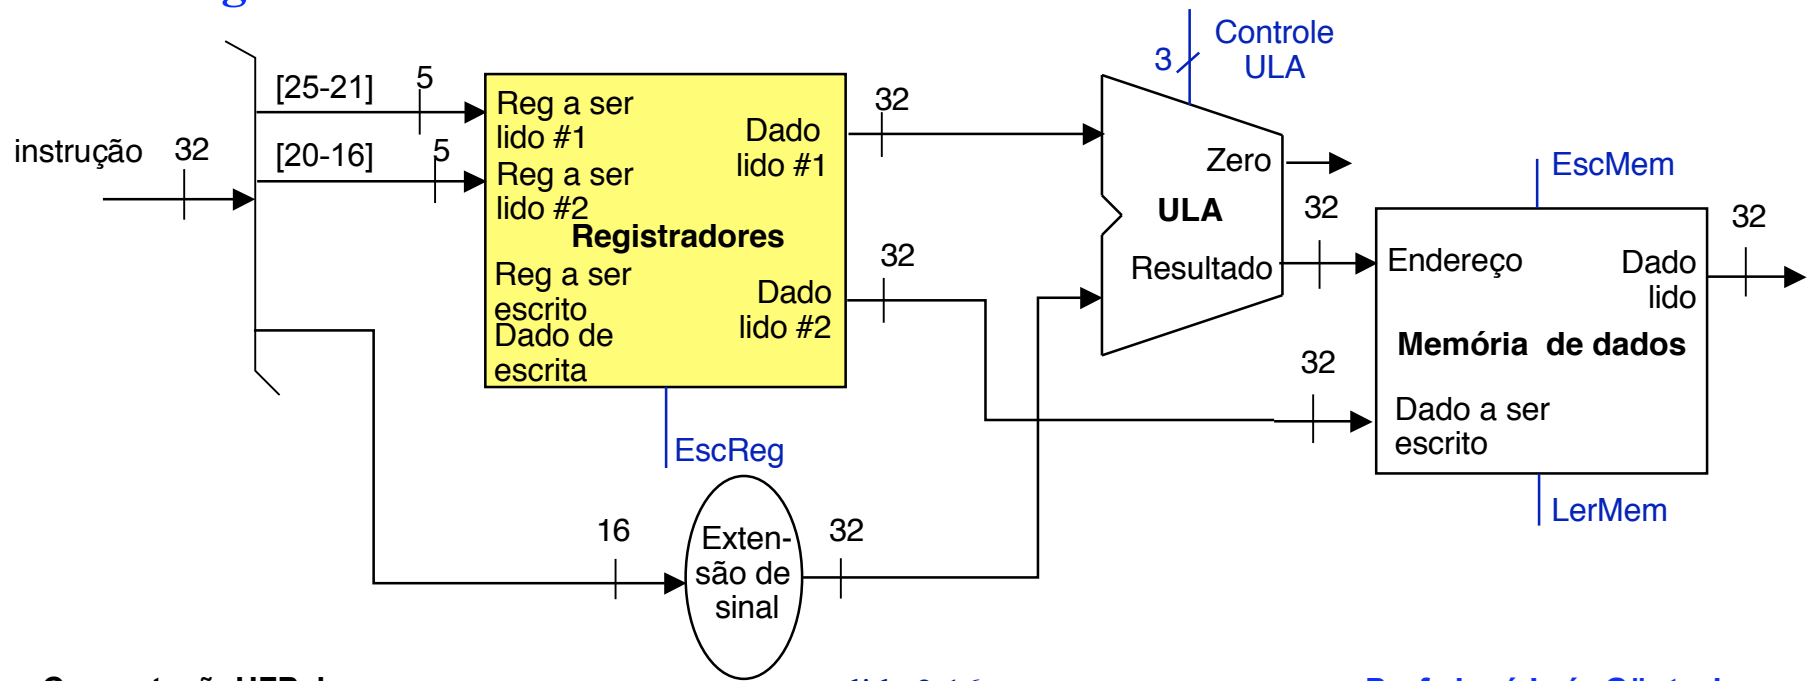 [25-21]
5
instrução
32
[20-16]
5
Reg a ser
lido #1
Reg a ser
lido #2
Registradores
Reg a ser
escrito
Dado de
escrita
Dado
lido #1
Dado
lido #2
EscReg
32
32
16
Exten-
são de
sinal
32
3
Controle
ULA
Zero
ULA
Resultado
32
32
EscMem
Endereço
Dado
lido
Memória de dados
Dado a ser
escrito
LerMem
32